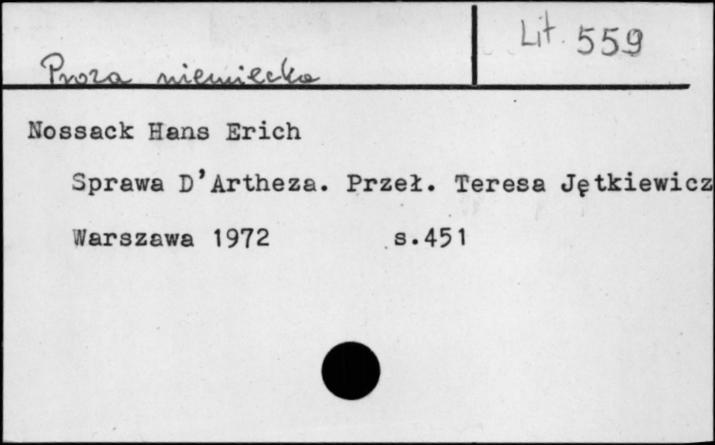 Proza niemiecka
Lit. 559
Nossack Hans Erich
Sprawa D'Artheza. Przeł. Teresa Jętkiewicz
Warszawa 1972 s.451